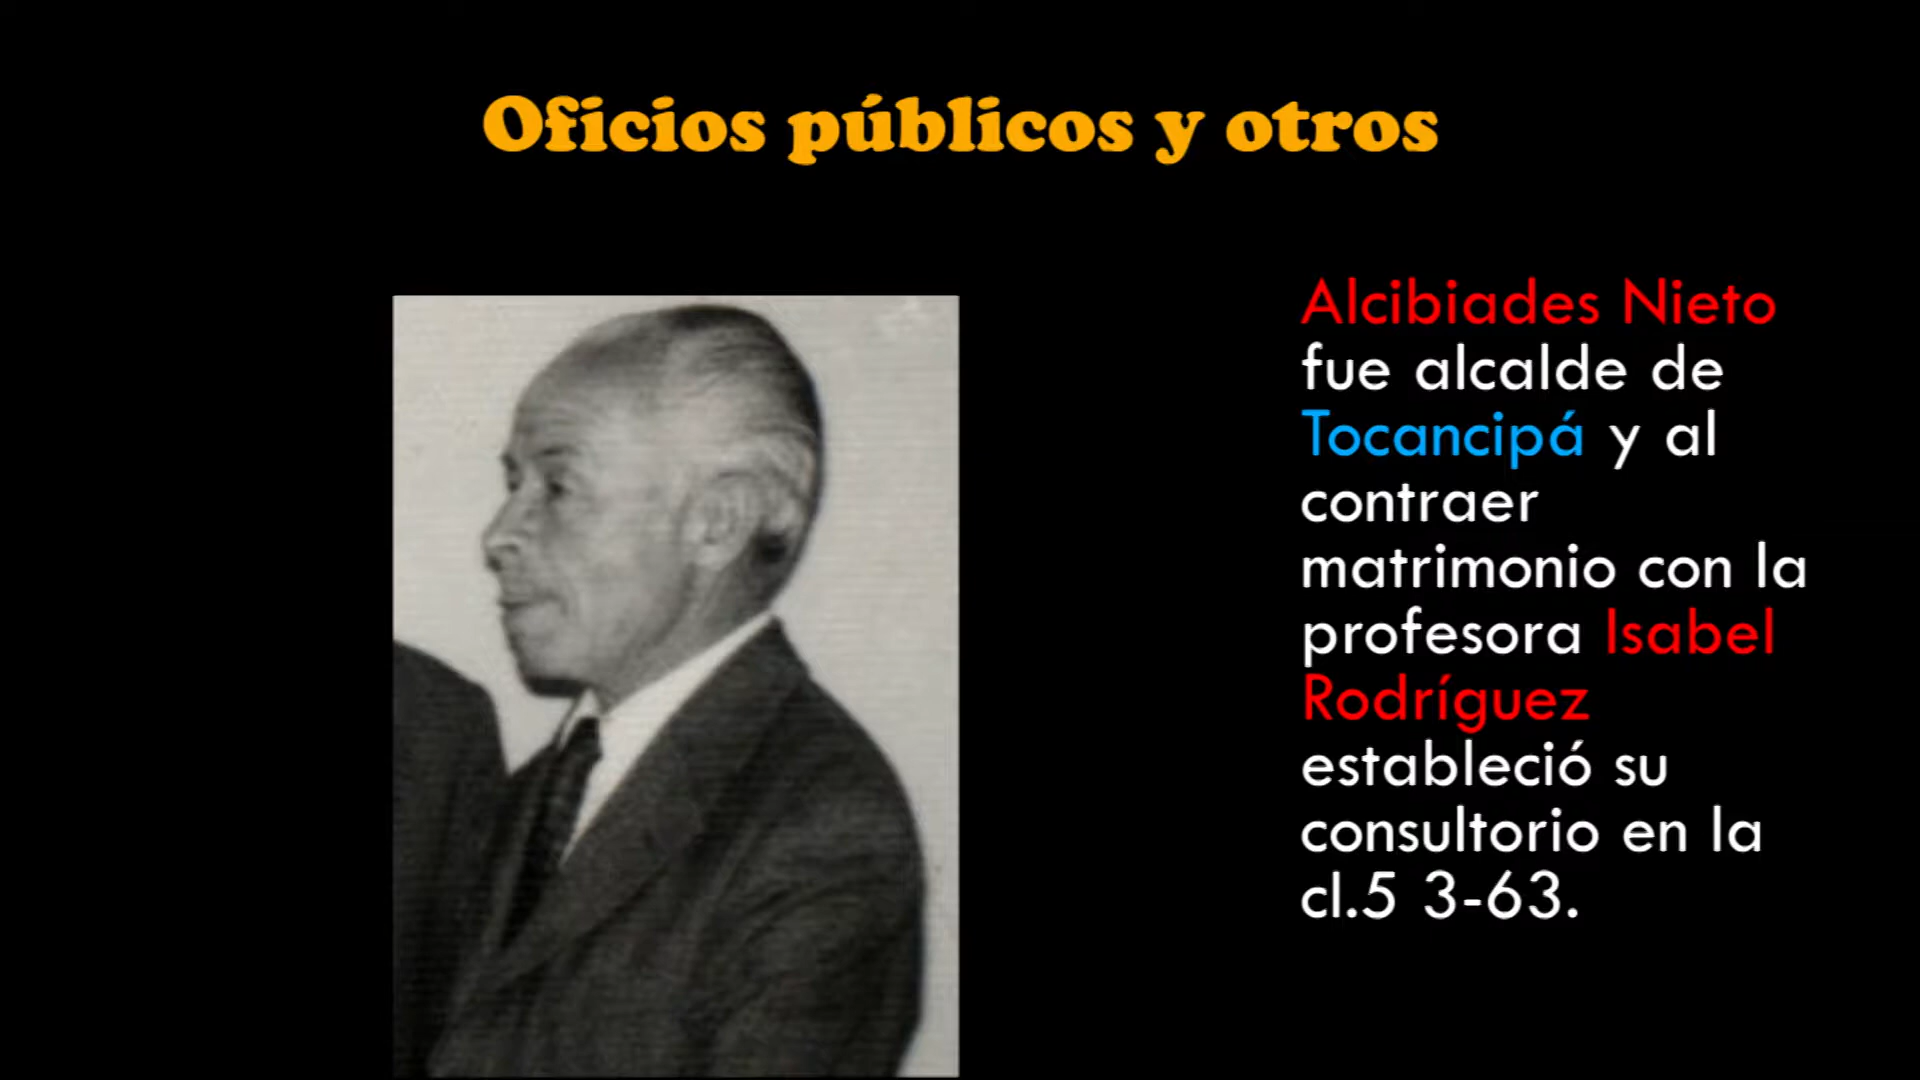 Oficios públicos y otros
Alcibiades Nieto
fue alcalde de
Tocancipá y al
contraer
matrimonio con la
profesora Isabel
Rodríguez
estableció su
consultorio en la
cl.5 3-63.